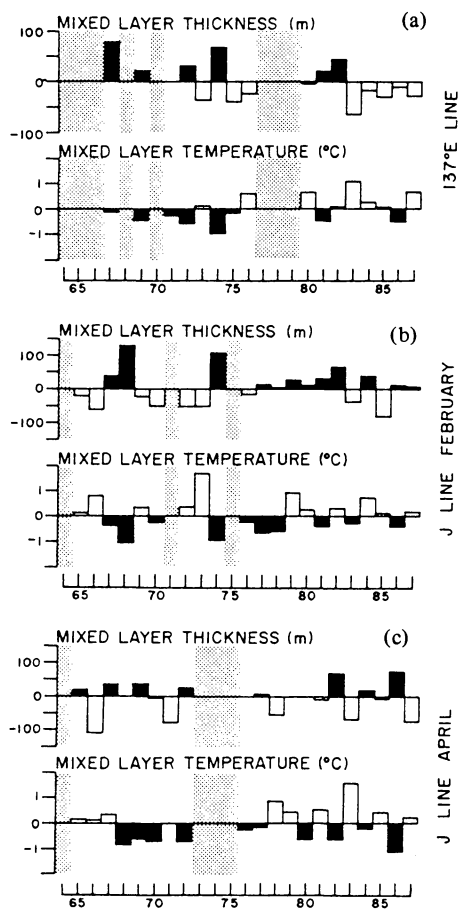 MIXED LAYER THICKNESS (m)
(a)
100
0
-100
MIXED LAYER TEMPERATURE (°C)
1
0
-1
65 70 75 80 85
137°E LINE
MIXED LAYER THICKNESS (m)
(b)
100
0
-100
MIXED LAYER TEMPERATURE (°C)
1
0
-1
65 70 75 80 85
J LINE FEBRUARY
MIXED LAYER THICKNESS (m)
(c)
100
0
-100
MIXED LAYER TEMPERATURE (°C)
1
0
-1
65 70 75 80 85
J LINE APRIL